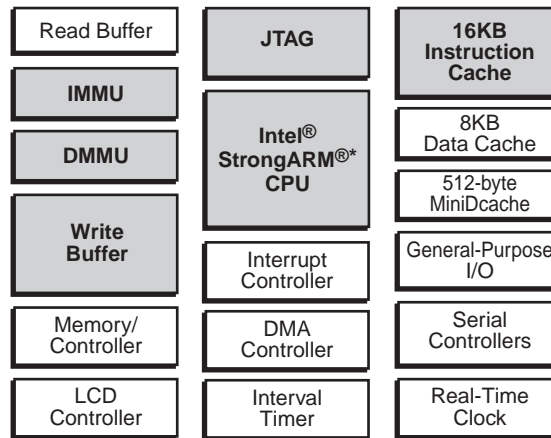 Read Buffer
IMMU
DMMU
Write
Buffer
Memory/
Controller
LCD
Controller
JTAG
Intel®
StrongARM®*
CPU
Interrupt
Controller
DMA
Controller
Interval
Timer
16KB
Instruction
Cache
8KB
Data Cache
512-byte
MiniDcache
General-Purpose
I/O
Serial
Controllers
Real-Time
Clock